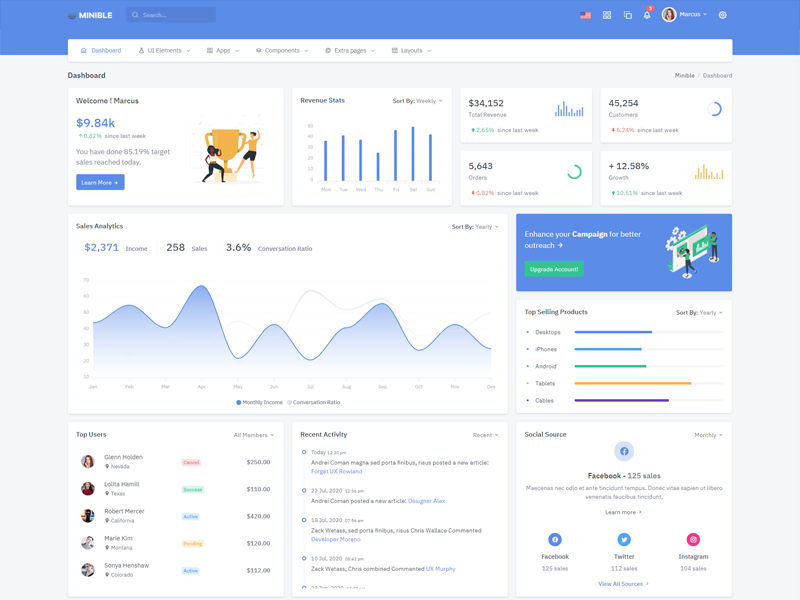 MINIBLE
Search...
3
Marcus
Dashboard
UI Elements
Apps
Components
Extra pages
Layouts
Dashboard
Minible / Dashboard
Welcome ! Marcus
$9.84k
0.82% since last week
You have done 85.19% target
sales reached today.
Learn More
Revenue Stats
Sort By: Weekly
50
40
30
20
10
0
Mon Tue Wed Thu Fri Sat Sun
$34,152
Total Revenue
2.65% since last week
45,254
Customers
6.24% since last week
5,643
Orders
0.82% since last week
+ 12.58%
Growth
10.51% since last week
Sales Analytics
Sort By: Yearly
$2,371 Income
258 Sales
3.6% Conversation Ratio
70
60
50
40
30
20
10
Jan Feb Mar Apr May Jun Jul Aug Sep Oct Nov Dec
Monthly Income Conversation Ratio
Enhance your Campaign for better
outreach →
Upgrade Account!
Top Selling Products
Sort By: Yearly
Desktops
iPhones
Android
Tablets
Cables
Top Users
All Members
Glenn Holden
Nevada
Cancel
$250.00
Lolita Hamill
Texas
Success
$110.00
Robert Mercer
California
Active
$420.00
Marie Kim
Montana
Pending
$120.00
Sonya Henshaw
Colorado
Active
$112.00
Recent Activity
Recent
Today 12:20 pm
Andrei Coman magna sed porta finibus, risus posted a new article:
Forget UX Rowland
22 Jul, 2020 12:36 pm
Andrei Coman posted a new article: Designer Alex
18 Jul, 2020 07:56 am
Zack Wetass, sed porta finibus, risus Chris Wallace Commented
Developer Moreno
10 Jul, 2020 08:42 pm
Zack Wetass, Chris combined Commented UX Murphy
Social Source
Monthly
Facebook - 125 sales
Maecenas nec odio et ante tincidunt tempus. Donec vitae sapien ut libero
venenatis faucibus tincidunt.
Learn more
Facebook
125 sales
Twitter
112 sales
Instagram
104 sales
View All Sources